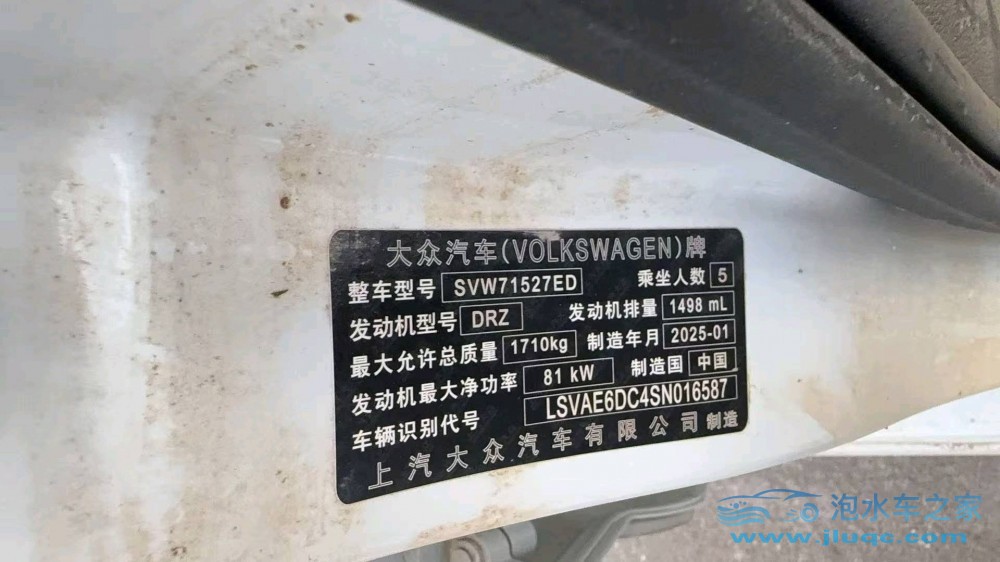 大众汽车(VOLKSWAGEN)牌
整车型号 SVW71527ED 乘坐人数 5
发动机型号 DRZ 发动机排量 1498 mL
最大允许总质量 1710kg 制造年月 2025-01
发动机最大净功率 81 kW 制造国 中国
车辆识别代号 LSVAE6DC4SN016587
上汽大众汽车有限公司 制造
泡水车之家
www.jluqc.com